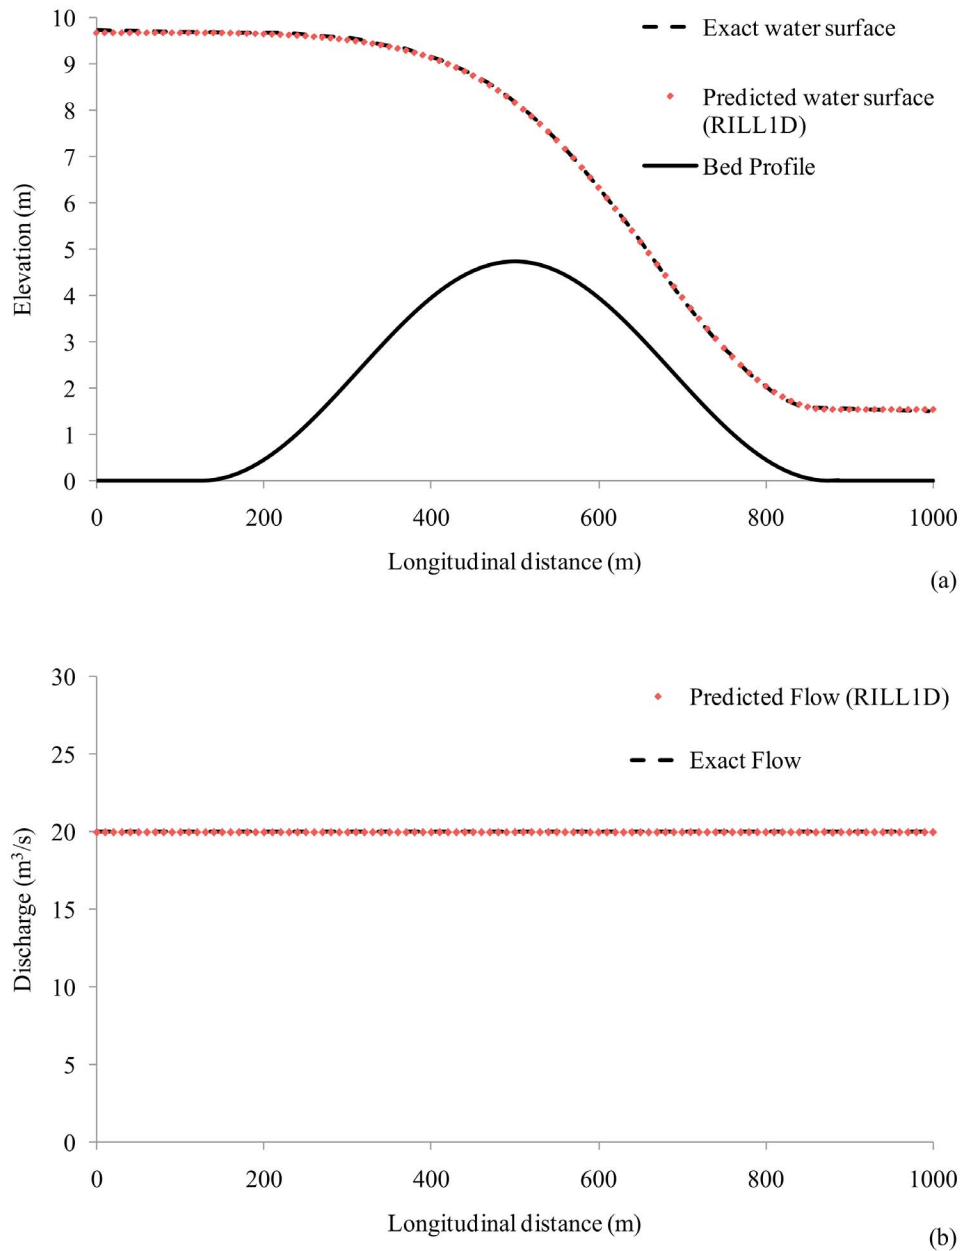 10
9
8
7
6
5
4
3
2
1
0
Elevation (m)
Exact water surface
Predicted water surface
(RILL1D)
Bed Profile
0 200 400 600 800 1000
Longitudinal distance (m)
(a)
30
25
20
15
10
5
0
Discharge (m³/s)
Predicted Flow (RILL1D)
Exact Flow
0 200 400 600 800 1000
Longitudinal distance (m)
(b)